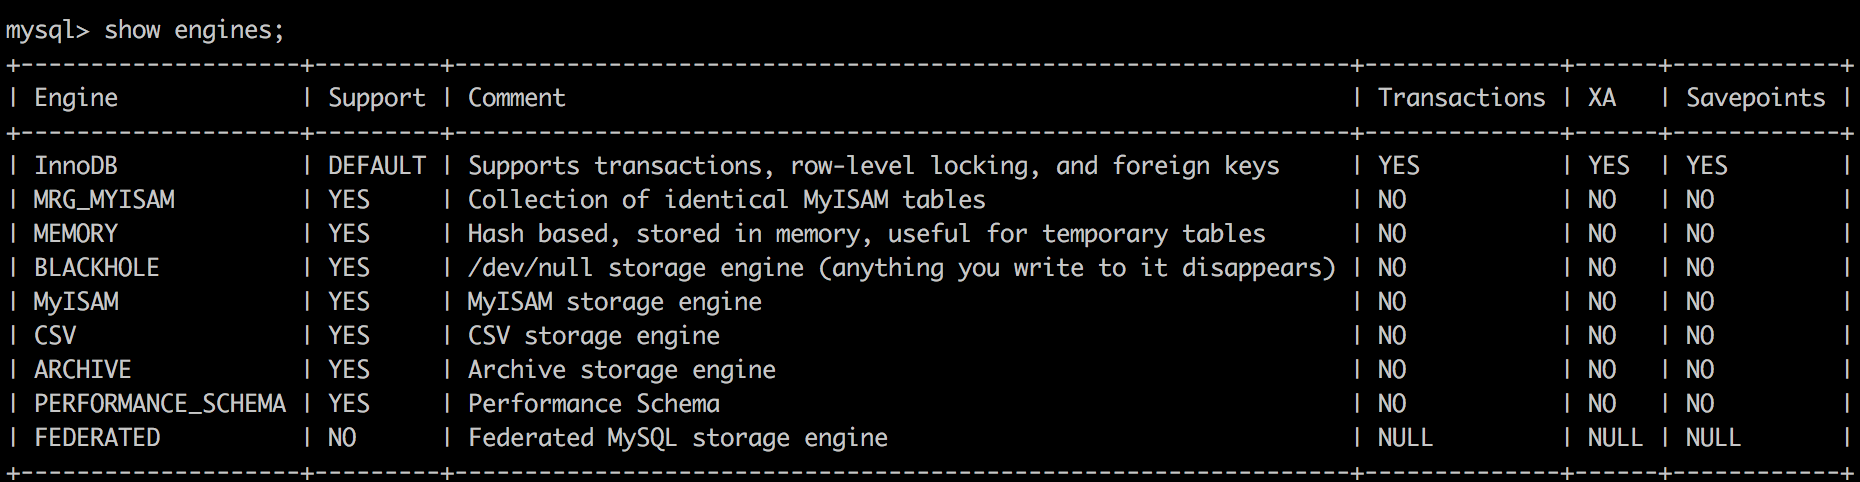 mysql> show engines;
+--------------------+---------+----------------------------------------------------------------+--------------+------+------------+
| Engine             | Support | Comment                                                        | Transactions | XA   | Savepoints |
+--------------------+---------+----------------------------------------------------------------+--------------+------+------------+
| InnoDB             | DEFAULT | Supports transactions, row-level locking, and foreign keys     | YES          | YES  | YES        |
| MRG_MYISAM         | YES     | Collection of identical MyISAM tables                          | NO           | NO   | NO         |
| MEMORY             | YES     | Hash based, stored in memory, useful for temporary tables      | NO           | NO   | NO         |
| BLACKHOLE          | YES     | /dev/null storage engine (anything you write to it disappears) | NO           | NO   | NO         |
| MyISAM             | YES     | MyISAM storage engine                                          | NO           | NO   | NO         |
| CSV                | YES     | CSV storage engine                                             | NO           | NO   | NO         |
| ARCHIVE            | YES     | Archive storage engine                                         | NO           | NO   | NO         |
| PERFORMANCE_SCHEMA | YES     | Performance Schema                                             | NO           | NO   | NO         |
| FEDERATED          | NO      | Federated MySQL storage engine                                 | NULL         | NULL | NULL       |
+--------------------+---------+----------------------------------------------------------------+--------------+------+------------+